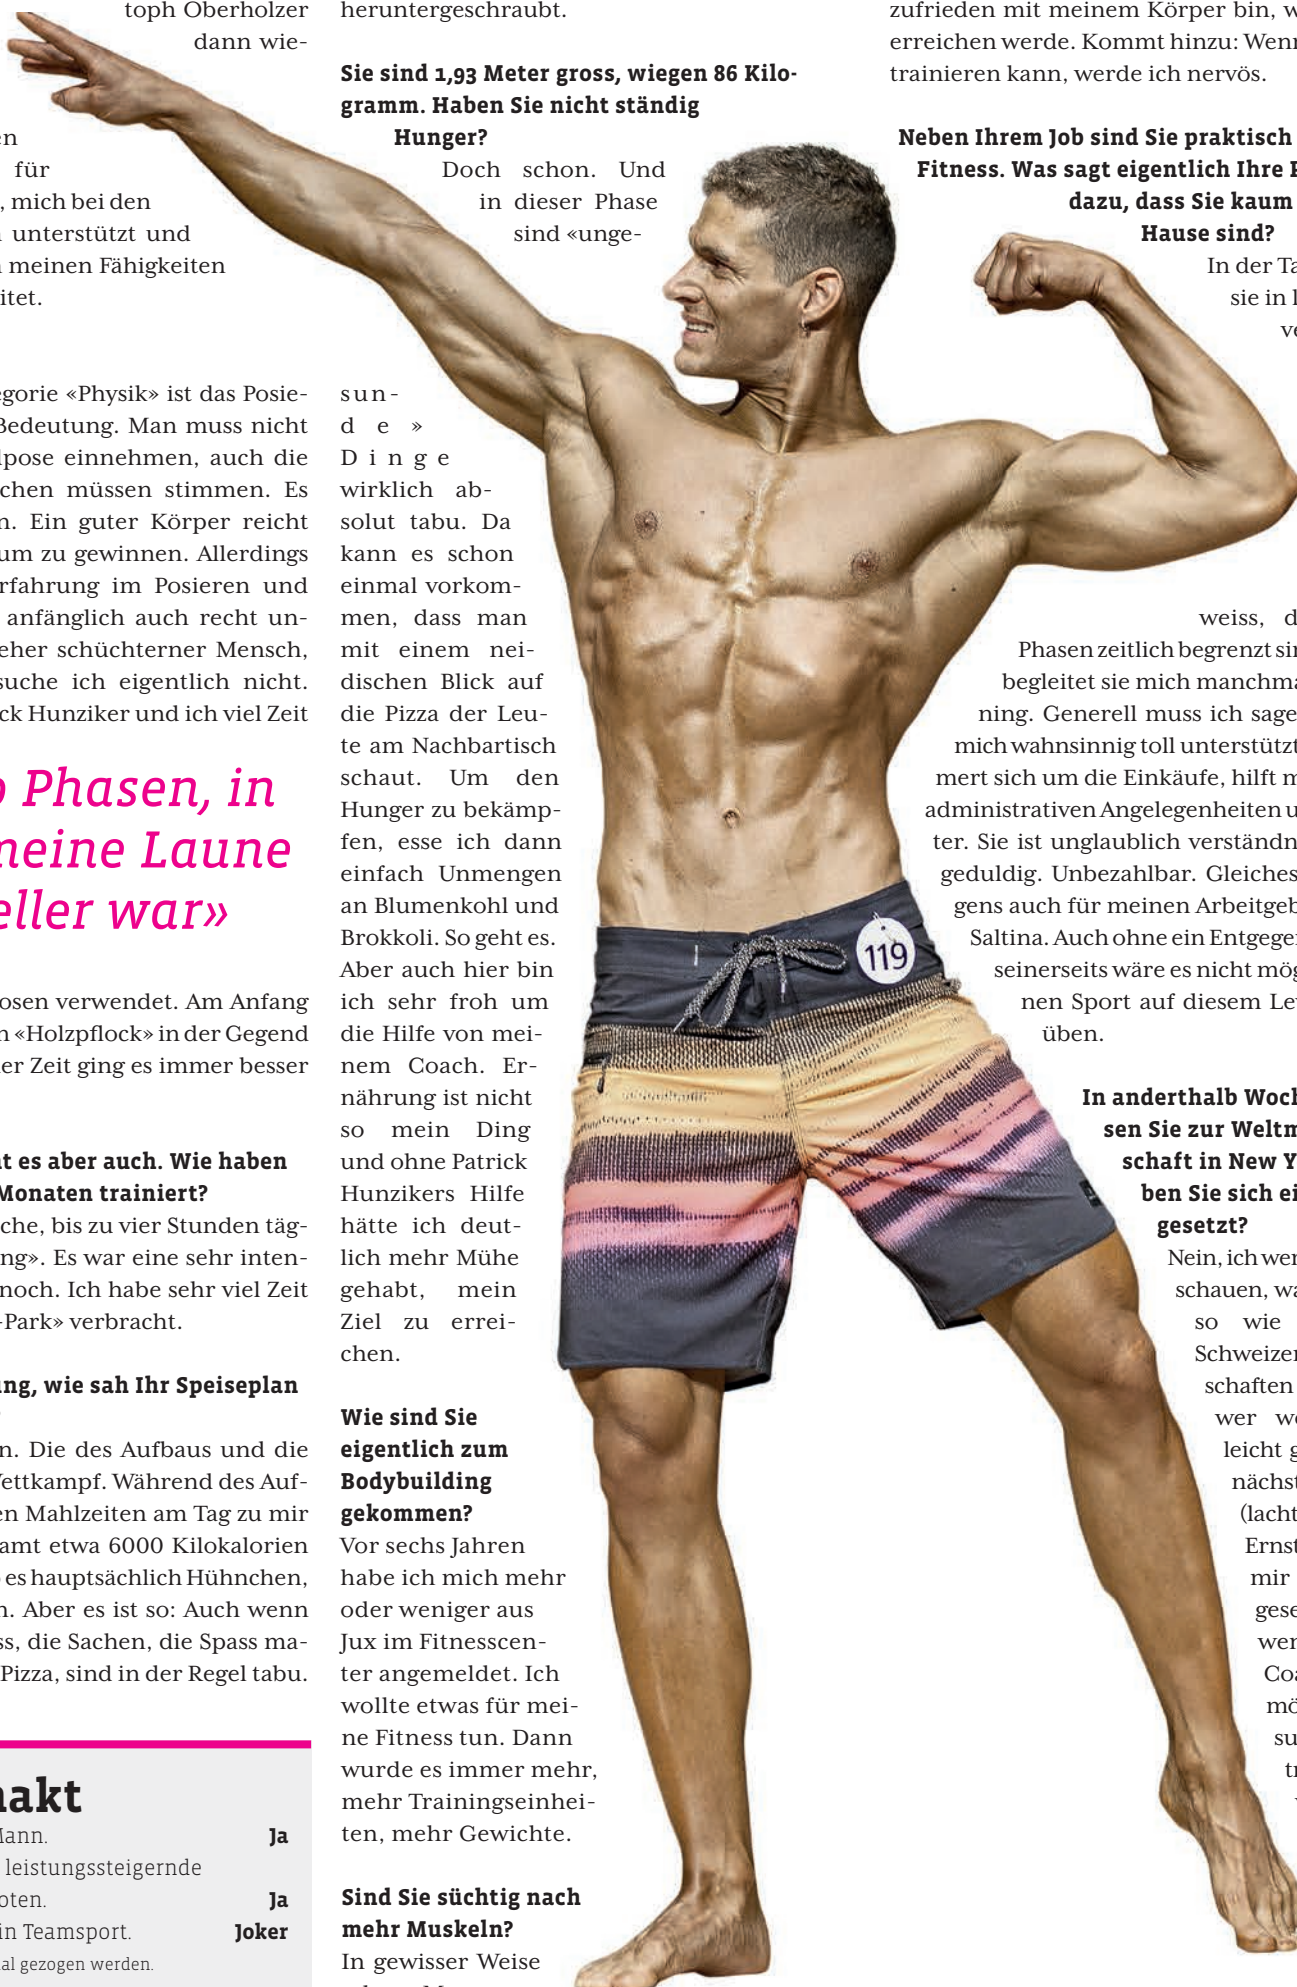 toph Oberholzer
dann wie-
en
für
, mich bei den
unterstützt und
meinen Fähigkeiten
itet.
egorie «Physik» ist das Posie-
Bedeutung. Man muss nicht
lpose einnehmen, auch die
chen müssen stimmen. Es
n. Ein guter Körper reicht
um zu gewinnen. Allerdings
rfahrung im Posieren und
anfänglich auch recht un-
eher schüchterner Mensch,
suche ich eigentlich nicht.
ck Hunziker und ich viel Zeit
Phasen, in
meine Laune
eller war»
osen verwendet. Am Anfang
n «Holzpflock» in der Gegend
er Zeit ging es immer besser
nt es aber auch. Wie haben
Monaten trainiert?
che, bis zu vier Stunden täg-
ng». Es war eine sehr inten-
noch. Ich habe sehr viel Zeit
-Park» verbracht.
ung, wie sah Ihr Speiseplan
n. Die des Aufbaus und die
Wettkampf. Während des Auf-
en Mahlzeiten am Tag zu mir
amt etwa 6000 Kilokalorien
es hauptsächlich Hühnchen,
n. Aber es ist so: Auch wenn
ss, die Sachen, die Spass ma-
Pizza, sind in der Regel tabu.
nakt
Mann. Ja
leistungssteigernde
oten. Ja
in Teamsport. Joker
al gezogen werden.
heruntergeschraubt.
Sie sind 1,93 Meter gross, wiegen 86 Kilo-
gramm. Haben Sie nicht ständig
Hunger?
Doch schon. Und
in dieser Phase
sind «unge-
sun-
de»
Dinge
wirklich ab-
solut tabu. Da
kann es schon
einmal vorkom-
men, dass man
mit einem nei-
dischen Blick auf
die Pizza der Leu-
te am Nachbartisch
schaut. Um den
Hunger zu bekämp-
fen, esse ich dann
einfach Unmengen
an Blumenkohl und
Brokkoli. So geht es.
Aber auch hier bin
ich sehr froh um
die Hilfe von mei-
nem Coach. Er-
nährung ist nicht
so mein Ding
und ohne Patrick
Hunzikers Hilfe
hätte ich deut-
lich mehr Mühe
gehabt, mein
Ziel zu errei-
chen.
Wie sind Sie
eigentlich zum
Bodybuilding
gekommen?
Vor sechs Jahren
habe ich mich mehr
oder weniger aus
Jux im Fitnesscen-
ter angemeldet. Ich
wollte etwas für mei-
ne Fitness tun. Dann
wurde es immer mehr,
mehr Trainingseinhei-
ten, mehr Gewichte.
Sind Sie süchtig nach
mehr Muskeln?
In gewisser Weise
119
zufrieden mit meinem Körper bin, w
erreichen werde. Kommt hinzu: Wenn
trainieren kann, werde ich nervös.
Neben Ihrem Job sind Sie praktisch
Fitness. Was sagt eigentlich Ihre
dazu, dass Sie kaum
Hause sind?
In der Ta
sie in
ve
weiss, d
Phasen zeitlich begrenzt sin
begleitet sie mich manchma
ning. Generell muss ich sage
mich wahnsinnig toll unterstützt
mert sich um die Einkäufe, hilft m
administrativen Angelegenheiten u
ter. Sie ist unglaublich verständn
geduldig. Unbezahlbar. Gleiches
gens auch für meinen Arbeitgeb
Saltina. Auch ohne ein Entgegen
seinerseits wäre es nicht mög
nen Sport auf diesem Lev
üben.
In anderthalb Woch
sen Sie zur Weltm
schaft in New Y
ben Sie sich ei
gesetzt?
Nein, ich wer
schauen, wa
so wie
Schweizer
schaften
wer we
leicht g
nächst
(lacht
Ernst
mir
gese
wer
Coa
mö
su
tr